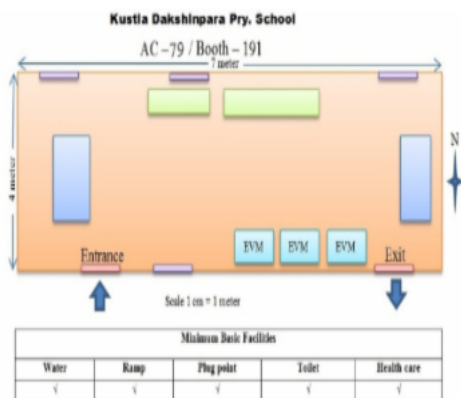 Kustia Dakshinpara Pry. School
AC – 79 / Booth – 191
7 meter
4 meter
N
EVM EVM EVM
Entrance Exit
Scale 1 cm = 1 meter
Minimum Basic Facilities
Water Ramp Plug point Toilet Health care
√ √ √ √ √